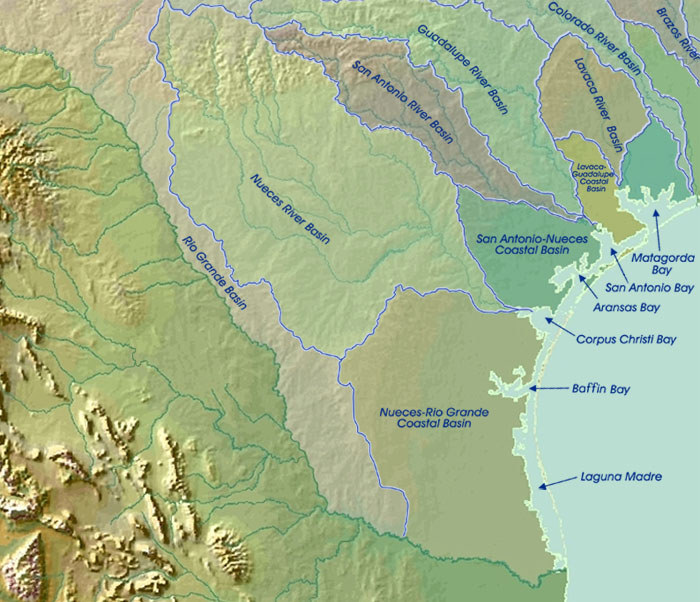 Colorado River Basin
Brazos River
Guadalupe River Basin
San Antonio River Basin
Lavaca River Basin
Lavaca-
Guadalupe
Coastal
Basin
Nueces River Basin
San Antonio-Nueces
Coastal Basin
Rio Grande Basin
Matagorda
Bay
San Antonio Bay
Aransas Bay
Corpus Christi Bay
Baffin Bay
Nueces-Rio Grande
Coastal Basin
Laguna Madre